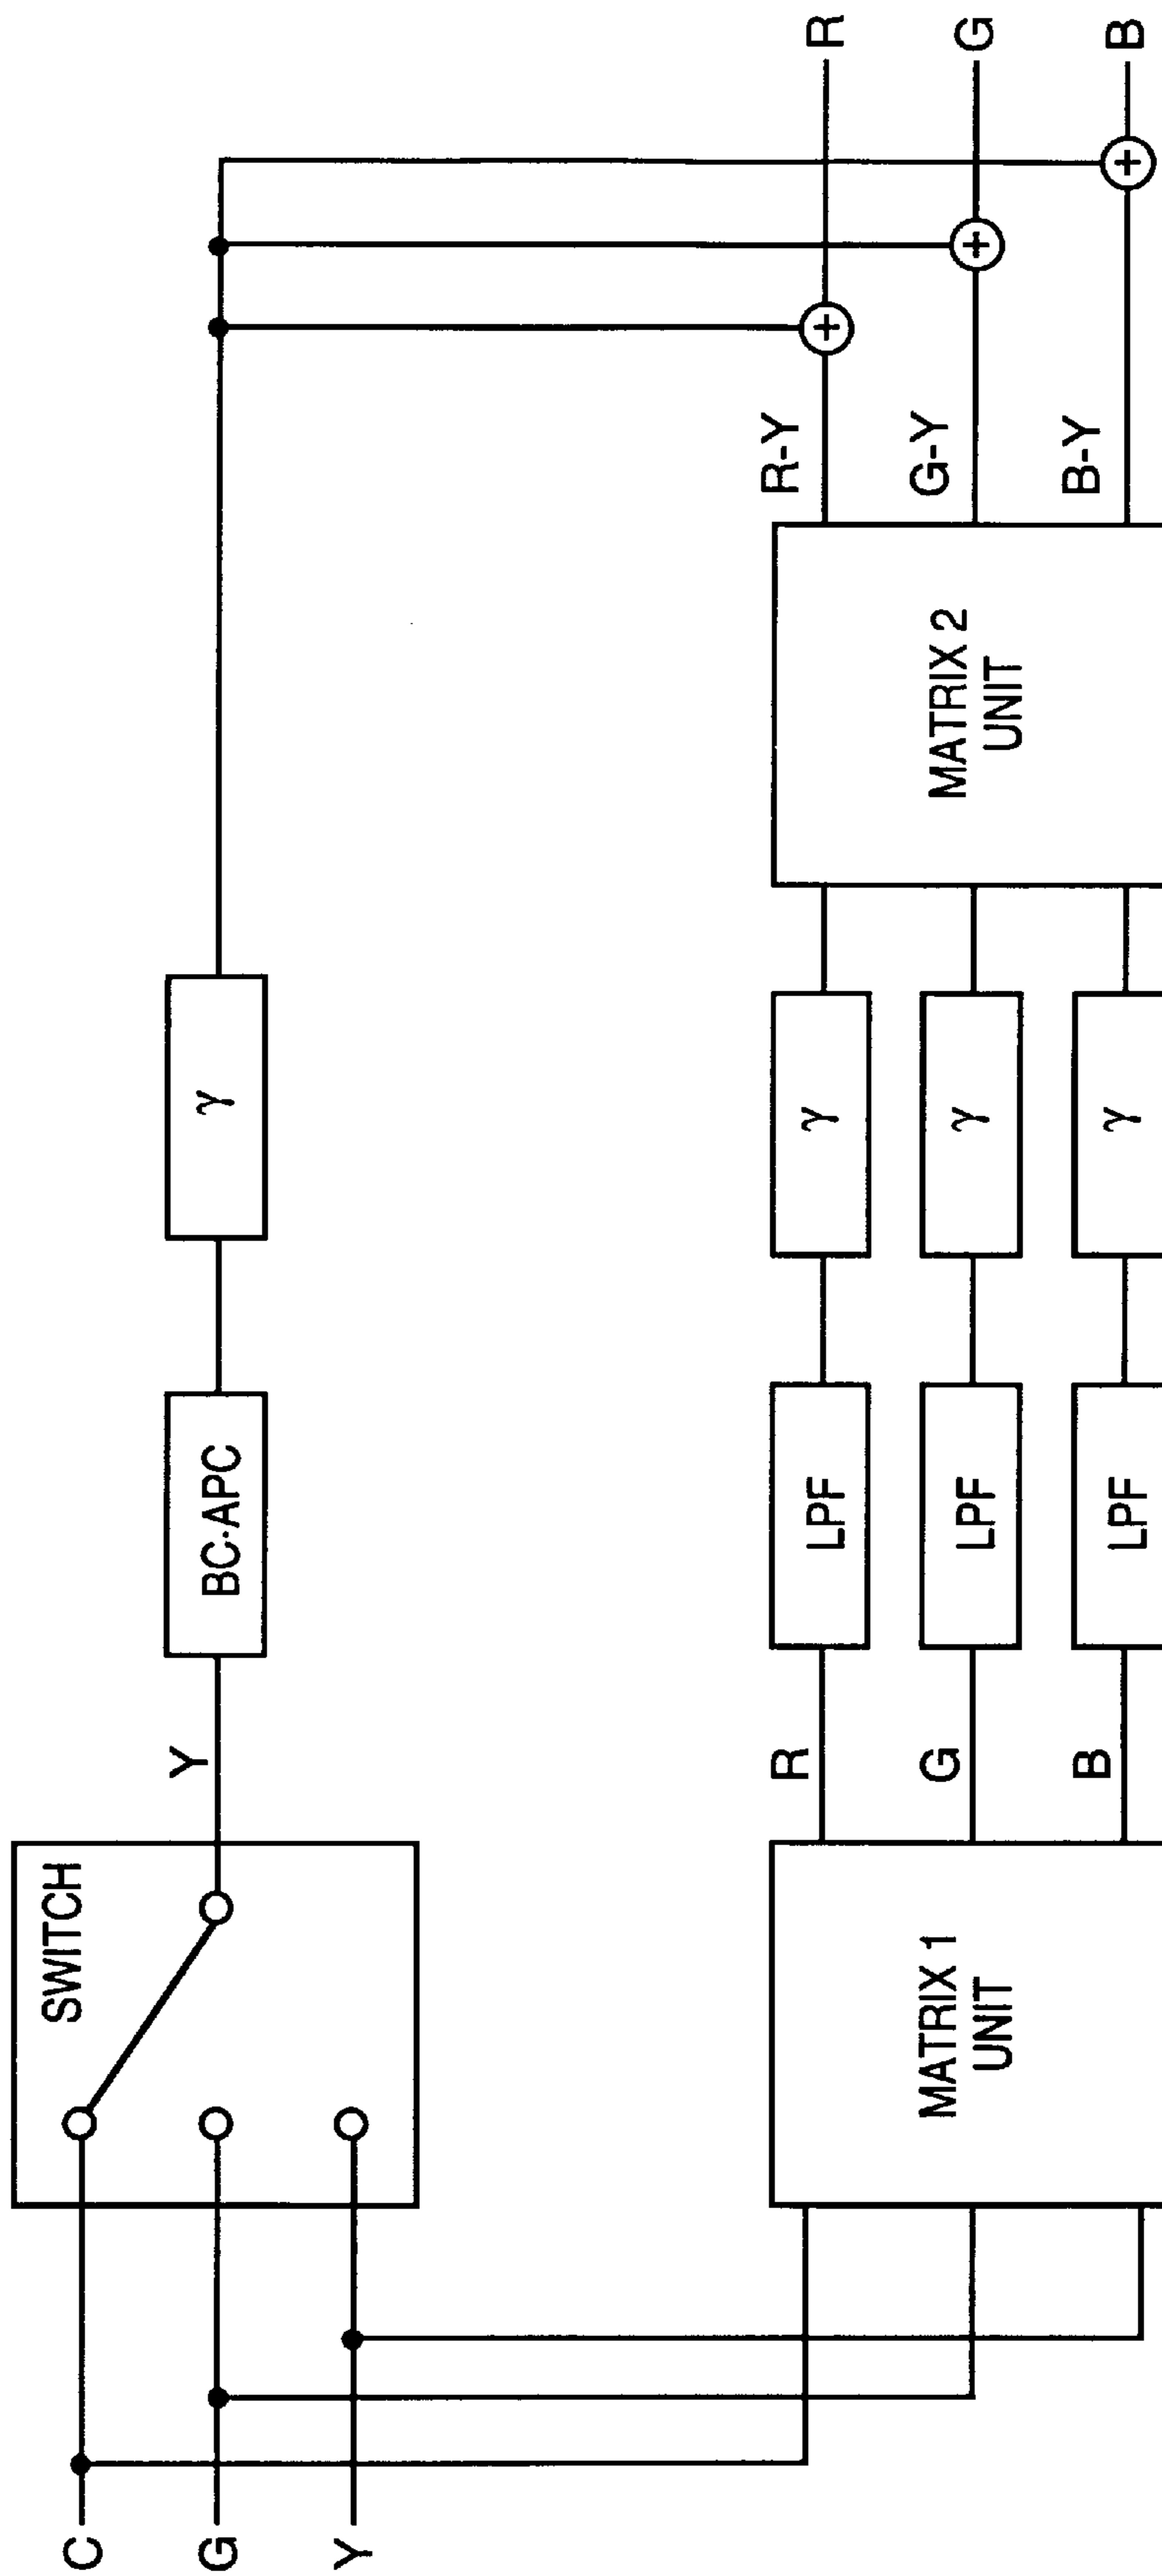 C
G
Y
SWITCH
Y
BC·APC
γ
MATRIX 1
UNIT
R
G
B
LPF
LPF
LPF
γ
γ
γ
MATRIX 2
UNIT
R-Y
G-Y
B-Y
+
+
+
R
G
B